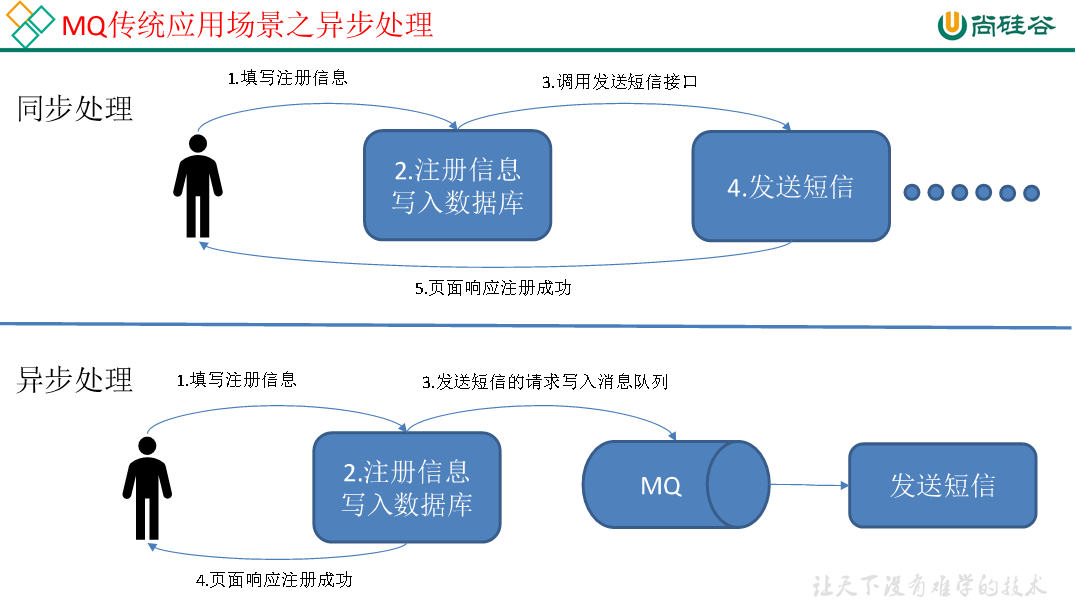 MQ传统应用场景之异步处理
尚硅谷
同步处理
1.填写注册信息
3.调用发送短信接口
2.注册信息
写入数据库
4.发送短信
5.页面响应注册成功
异步处理
1.填写注册信息
3.发送短信的请求写入消息队列
2.注册信息
写入数据库
MQ
发送短信
4.页面响应注册成功
让天下没有难学的技术